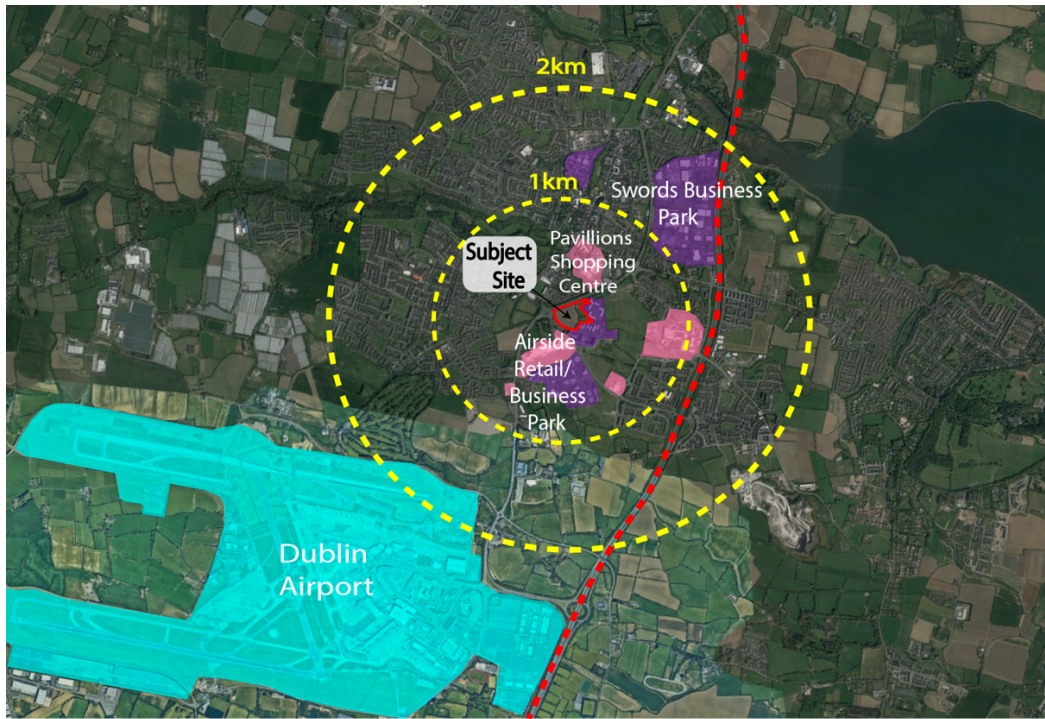 2km
1km
Swords Business
Park
Pavillions
Shopping
Centre
Subject
Site
Airside
Retail/
Business
Park
Dublin
Airport